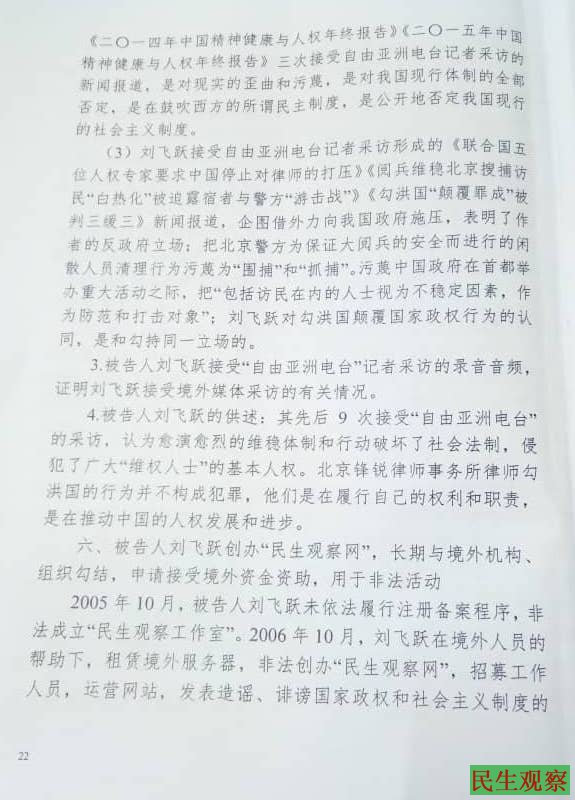 《二〇一四年中国精神健康与人权年终报告》《二〇一五年中国
精神健康与人权年终报告》三次接受自由亚洲电台记者采访的
新闻报道，是对现实的歪曲和污蔑，是对我国现行体制的全部
否定，是在鼓吹西方的所谓民主制度，是公开地否定我国现行
的社会主义制度。
（3）刘飞跃接受自由亚洲电台记者采访形成的《联合国五
位人权专家要求中国停止对律师的打压》《阅兵维稳北京搜捕访
民“白热化”被追露宿者与警方“游击战”》《勾洪国“颠覆罪成”被
判三缓三》新闻报道，企图借外力向我国政府施压，表明了作
者的反政府立场；把北京警方为保证大阅兵的安全而进行的闲
散人员清理行为污蔑为“围捕”和“抓捕”。污蔑中国政府在首都举
办重大活动之际，把“包括访民在内的人士视为不稳定因素，作
为防范和打击对象”；刘飞跃对勾洪国颠覆国家政权行为的认
同，是和勾持同一立场的。
3.被告人刘飞跃接受“自由亚洲电台”记者采访的录音音频，
证明刘飞跃接受境外媒体采访的有关情况。
4.被告人刘飞跃的供述：其先后 9 次接受“自由亚洲电台”
的采访，认为愈演愈烈的维稳体制和行动破坏了社会法制，侵
犯了广大“维权人士”的基本人权。北京锋锐律师事务所律师勾
洪国的行为并不构成犯罪，他们是在履行自己的权利和职责，
是在推动中国的人权发展和进步。
六、被告人刘飞跃创办“民生观察网”，长期与境外机构、
组织勾结，申请接受境外资金资助，用于非法活动
2005 年 10 月，被告人刘飞跃未依法履行注册备案程序，非
法成立“民生观察工作室”。2006 年 10 月，刘飞跃在境外人员的
帮助下，租赁境外服务器，非法创办“民生观察网”，招募工作
人员，运营网站，发表造谣、诽谤国家政权和社会主义制度的
22
民生观察